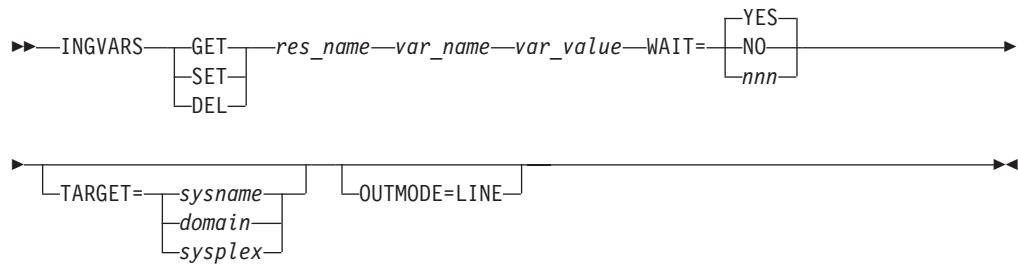 YES
INGVARS GET res_name var_name var_value WAIT= NO
SET nnn
DEL
TARGET= sysname OUTMODE=LINE
domain
sysplex